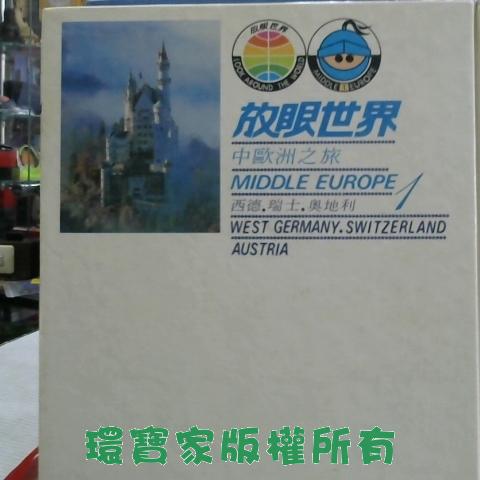 放眼世界
LOOK AROUND THE WORLD
MIDDLE 1 EUROPE
放眼世界
中歐洲之旅
MIDDLE EUROPE 1
西德.瑞士.奧地利
WEST GERMANY.SWITZERLAND
AUSTRIA
環寶家版權所有